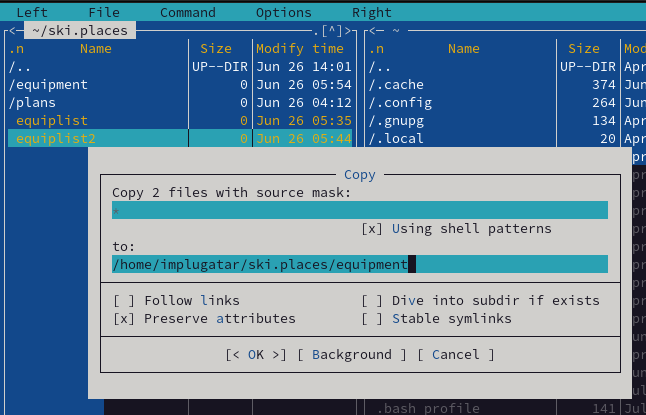 Left File Command Options Right
<─ ~/ski.places .[^]> <─ ~
.n Name Size Modify time .n Name Size Mod
/.. UP--DIR Jun 26 14:01 /.. UP--DIR Apr
/equipment 0 Jun 26 05:54 /.cache 374 Jun
/plans 0 Jun 26 04:12 /.config 264 Jun
equiplist 0 Jun 26 05:35 /.gnupg 134 Apr
equiplist2 0 Jun 26 05:44 /.local 20 Apr
Copy
Copy 2 files with source mask:
*
[x] Using shell patterns
to:
/home/implugatar/ski.places/equipment
[ ] Follow links [ ] Dive into subdir if exists
[x] Preserve attributes [ ] Stable symlinks
[< OK >] [ Background ] [ Cancel ]
.bash_profile 141 Jul